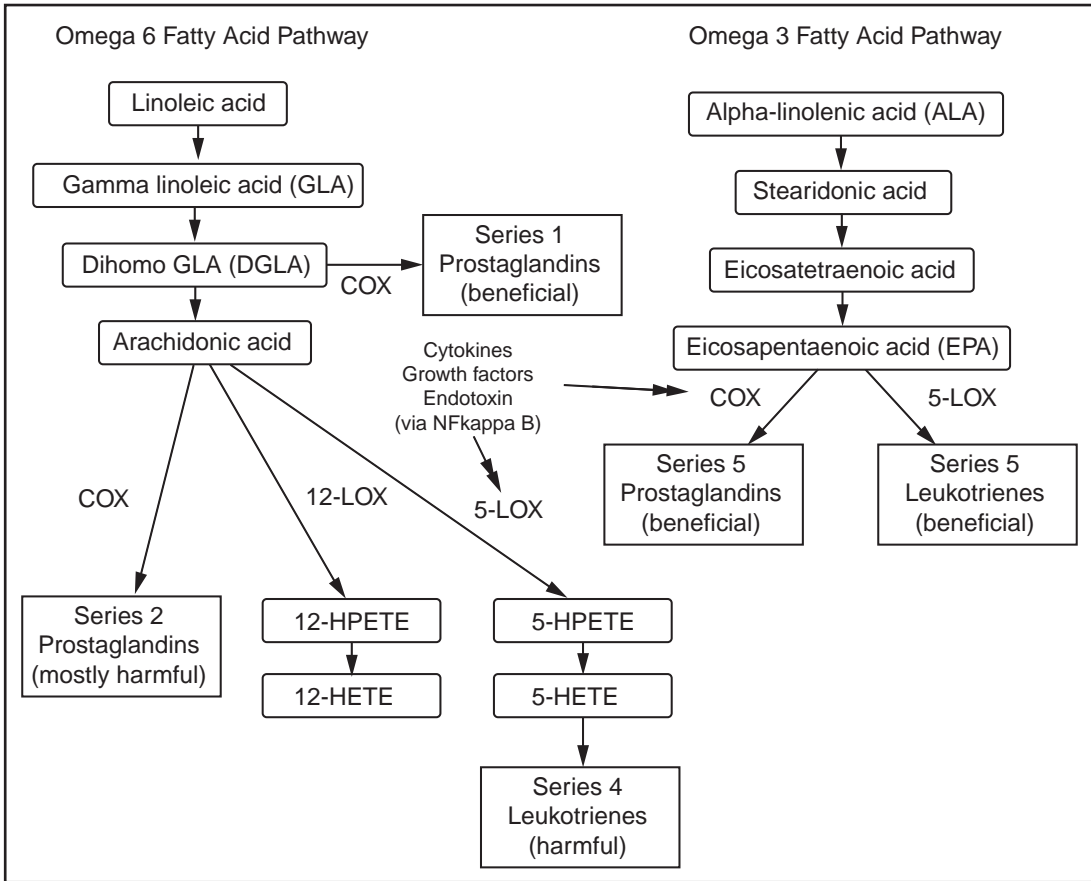 Omega 6 Fatty Acid Pathway
Linoleic acid
Gamma linoleic acid (GLA)
Dihomo GLA (DGLA)
COX
Series 1
Prostaglandins
(beneficial)
Arachidonic acid
Cytokines
Growth factors
Endotoxin
(via NFkappa B)
COX
12-LOX
5-LOX
Series 2
Prostaglandins
(mostly harmful)
12-HPETE
12-HETE
5-HPETE
5-HETE
Series 4
Leukotrienes
(harmful)
Omega 3 Fatty Acid Pathway
Alpha-linolenic acid (ALA)
Stearidonic acid
Eicosatetraenoic acid
Eicosapentaenoic acid (EPA)
COX
5-LOX
Series 5
Prostaglandins
(beneficial)
Series 5
Leukotrienes
(beneficial)